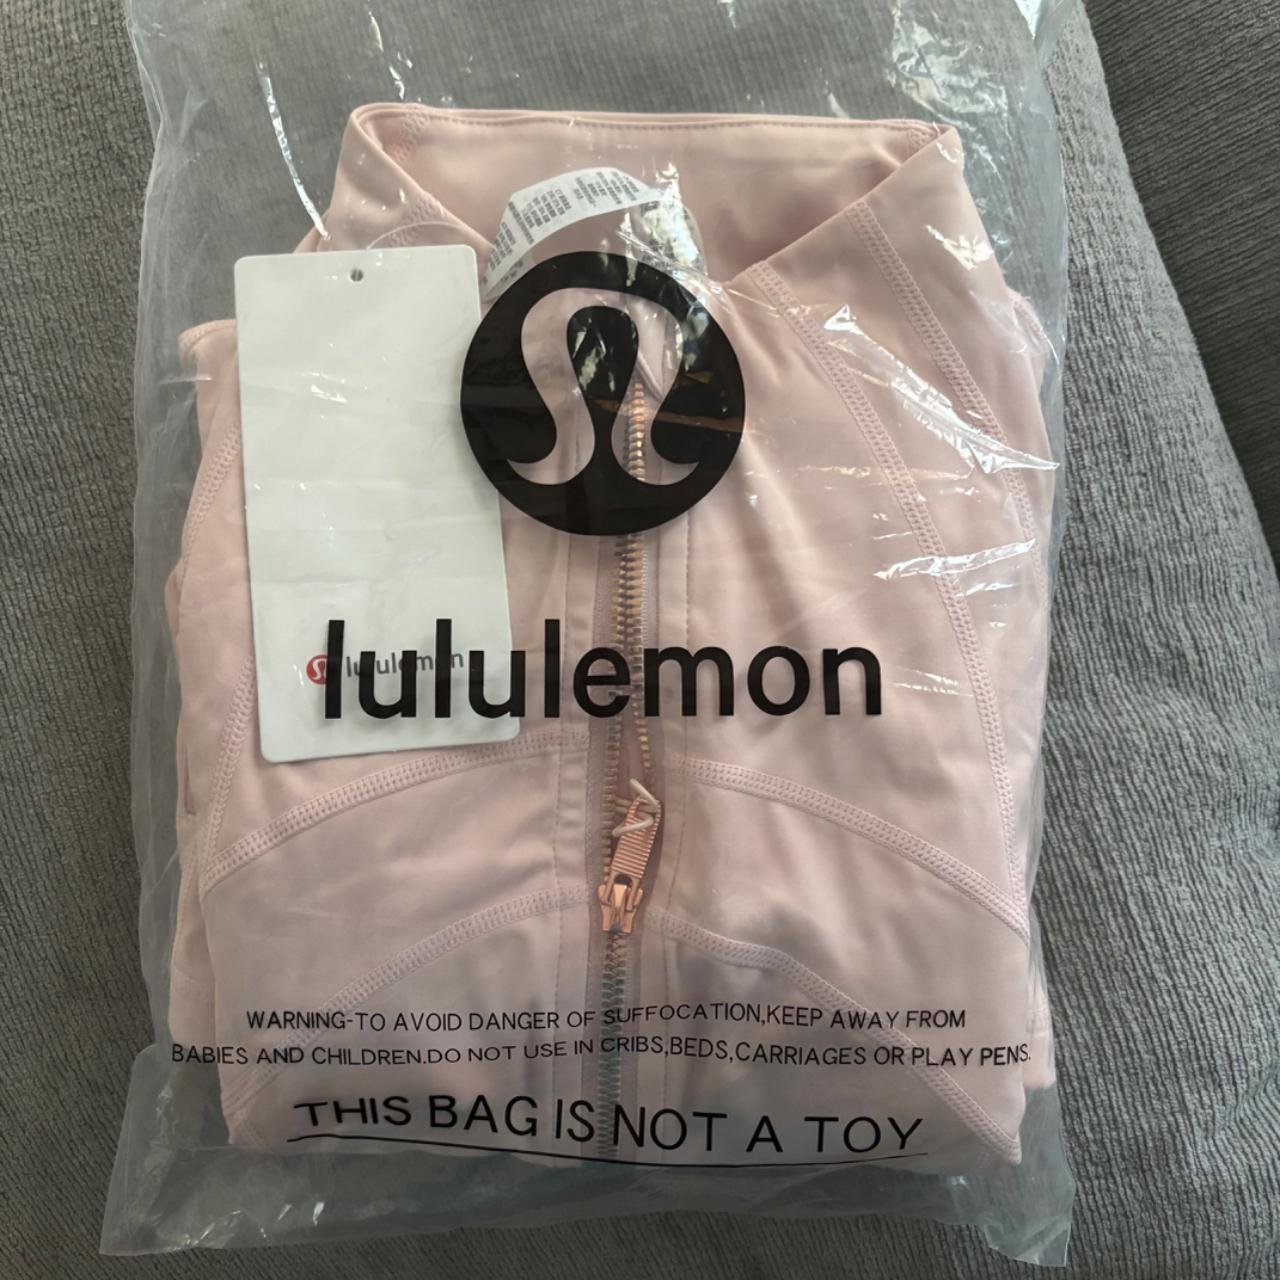 lululemon
lululemon
WARNING-TO AVOID DANGER OF SUFFOCATION,KEEP AWAY FROM
BABIES AND CHILDREN.DO NOT USE IN CRIBS,BEDS,CARRIAGES OR PLAY PENS.
THIS BAG IS NOT A TOY